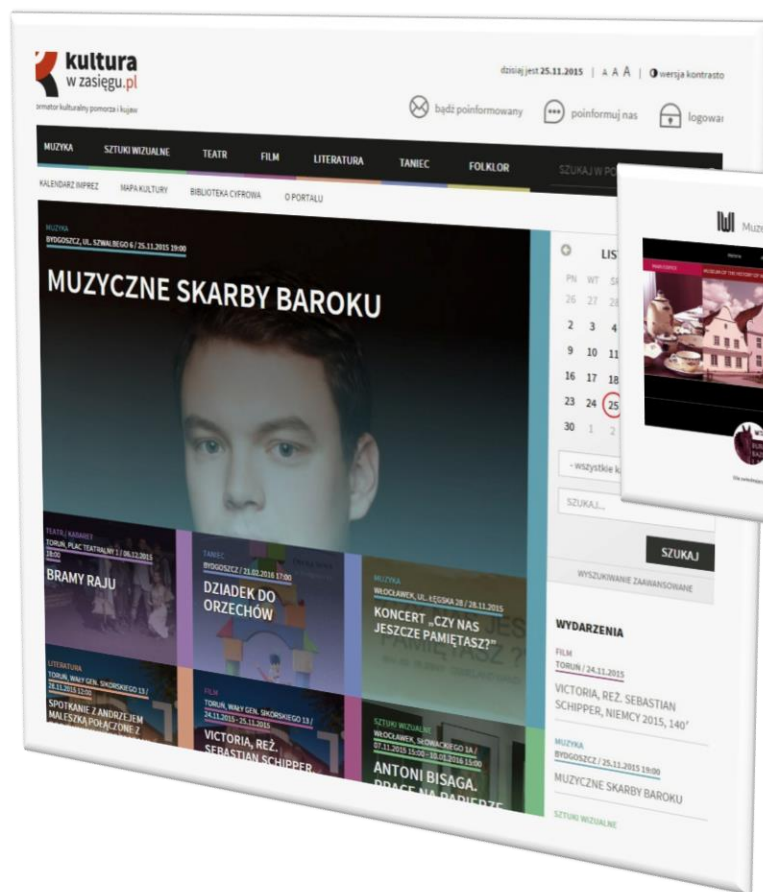 kultura
w zasięgu.pl
ormator kulturalny pomorza i kujaw
dzisiaj jest 25.11.2015 | A A A | wersja kontrasto
bądź poinformowany
poinformuj nas
logowar
MUZYKA
SZTUKI WIZUALNE
TEATR
FILM
LITERATURA
TANIEC
FOLKLOR
SZUKAJ W PO
KALENDARZ IMPREZ
MAPA KULTURY
BIBLIOTEKA CYFROWA
O PORTALU
MUZYKA
BYDGOSZCZ, UL. SZWALBEGO 6 / 25.11.2015 19:00
MUZYCZNE SKARBY BAROKU
TEATR / KABARET
TORUŃ, PLAC TEATRALNY 1 / 06.12.2015
18:00
BRAMY RAJU
TANIEC
BYDGOSZCZ / 21.02.2016 17:00
DZIADEK DO
ORZECHÓW
MUZYKA
WŁOCŁAWEK, UL. ŁĘGSKA 28 / 28.11.2015
KONCERT „CZY NAS
JESZCZE PAMIĘTASZ?”
LITERATURA
TORUŃ, WAŁY GEN. SIKORSKIEGO 13 /
28.11.2015 12:00
SPOTKANIE Z ANDRZEJEM
MALESZKĄ POŁĄCZONE Z
FILM
TORUŃ, WAŁY GEN. SIKORSKIEGO 13 /
24.11.2015 - 25.11.2015
VICTORIA, REŻ.
SEBASTIAN SCHIPPER,
SZTUKI WIZUALNE
WŁOCŁAWEK, SŁOWACKIEGO 1A /
07.11.2015 15:00 - 10.01.2016 15:00
ANTONI BISAGA.
PRACE NA PAPIERZE
LIS
PN WT
26 27 28
2 3 4
9 10 11
16 17 18
23 24 25
30 1 2
- wszystkie k
SZUKAJ...
SZUKAJ
WYSZUKIWANIE ZAAWANSOWANE
WYDARZENIA
FILM
TORUŃ / 24.11.2015
VICTORIA, REŻ. SEBASTIAN
SCHIPPER, NIEMCY 2015, 140'
MUZYKA
BYDGOSZCZ / 25.11.2015 19:00
MUZYCZNE SKARBY BAROKU
SZTUKI WIZUALNE
Muze